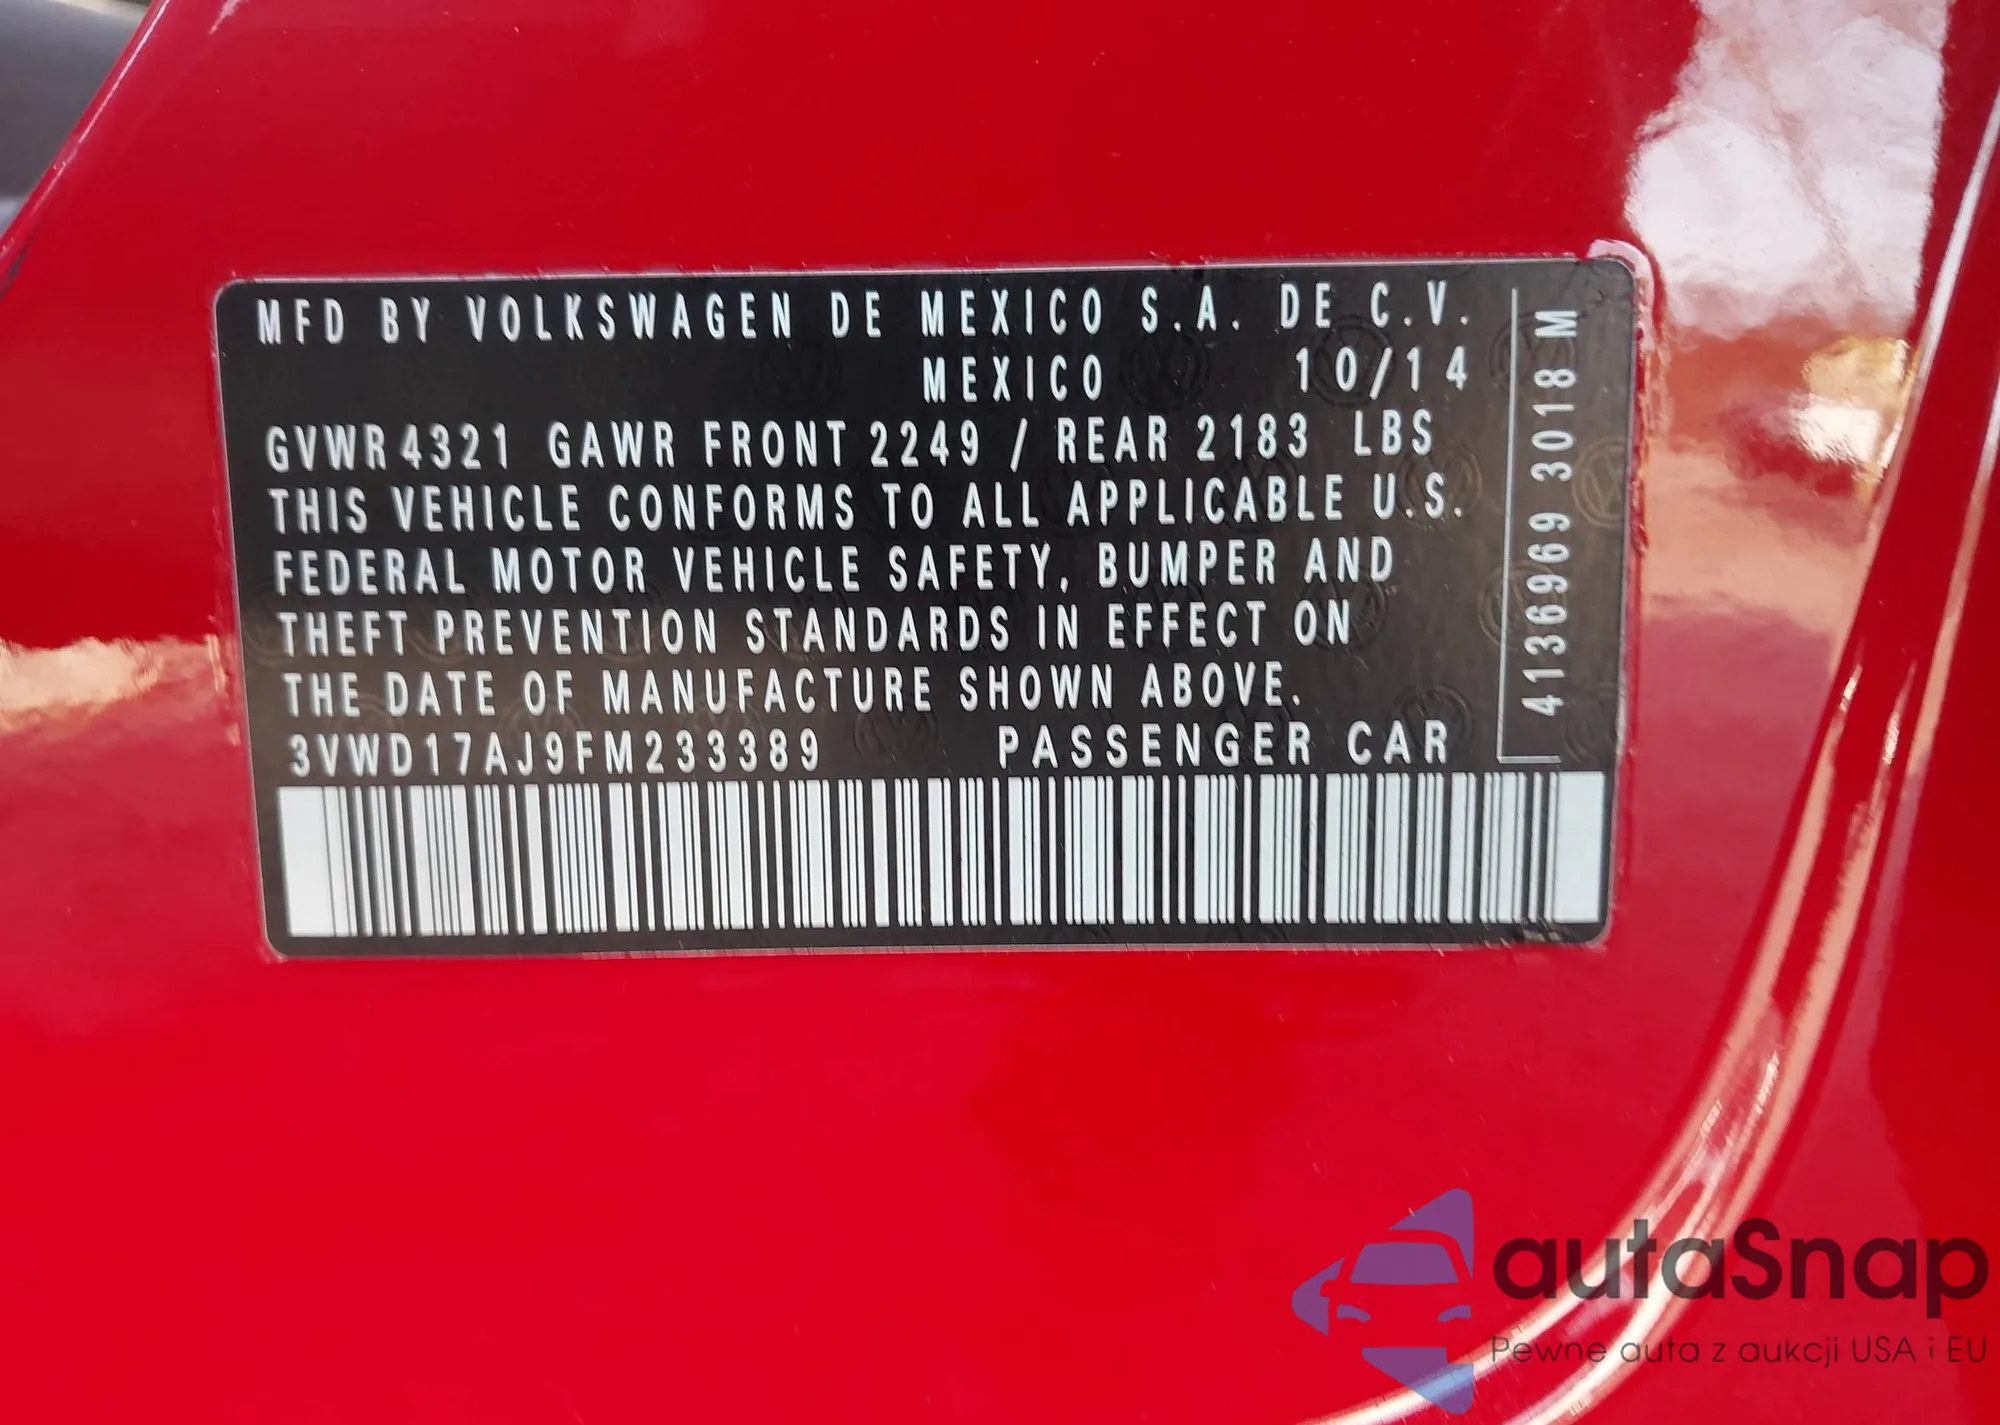 MFD BY VOLKSWAGEN DE MEXICO S.A. DE C.V.
MEXICO 10/14
GVWR 4321 GAWR FRONT 2249 / REAR 2183 LBS
THIS VEHICLE CONFORMS TO ALL APPLICABLE U.S.
FEDERAL MOTOR VEHICLE SAFETY, BUMPER AND
THEFT PREVENTION STANDARDS IN EFFECT ON
THE DATE OF MANUFACTURE SHOWN ABOVE.
3VWD17AJ9FM233389 PASSENGER CAR
4136969 3018 M
autaSnap
Pewne auta z aukcji USA i EU